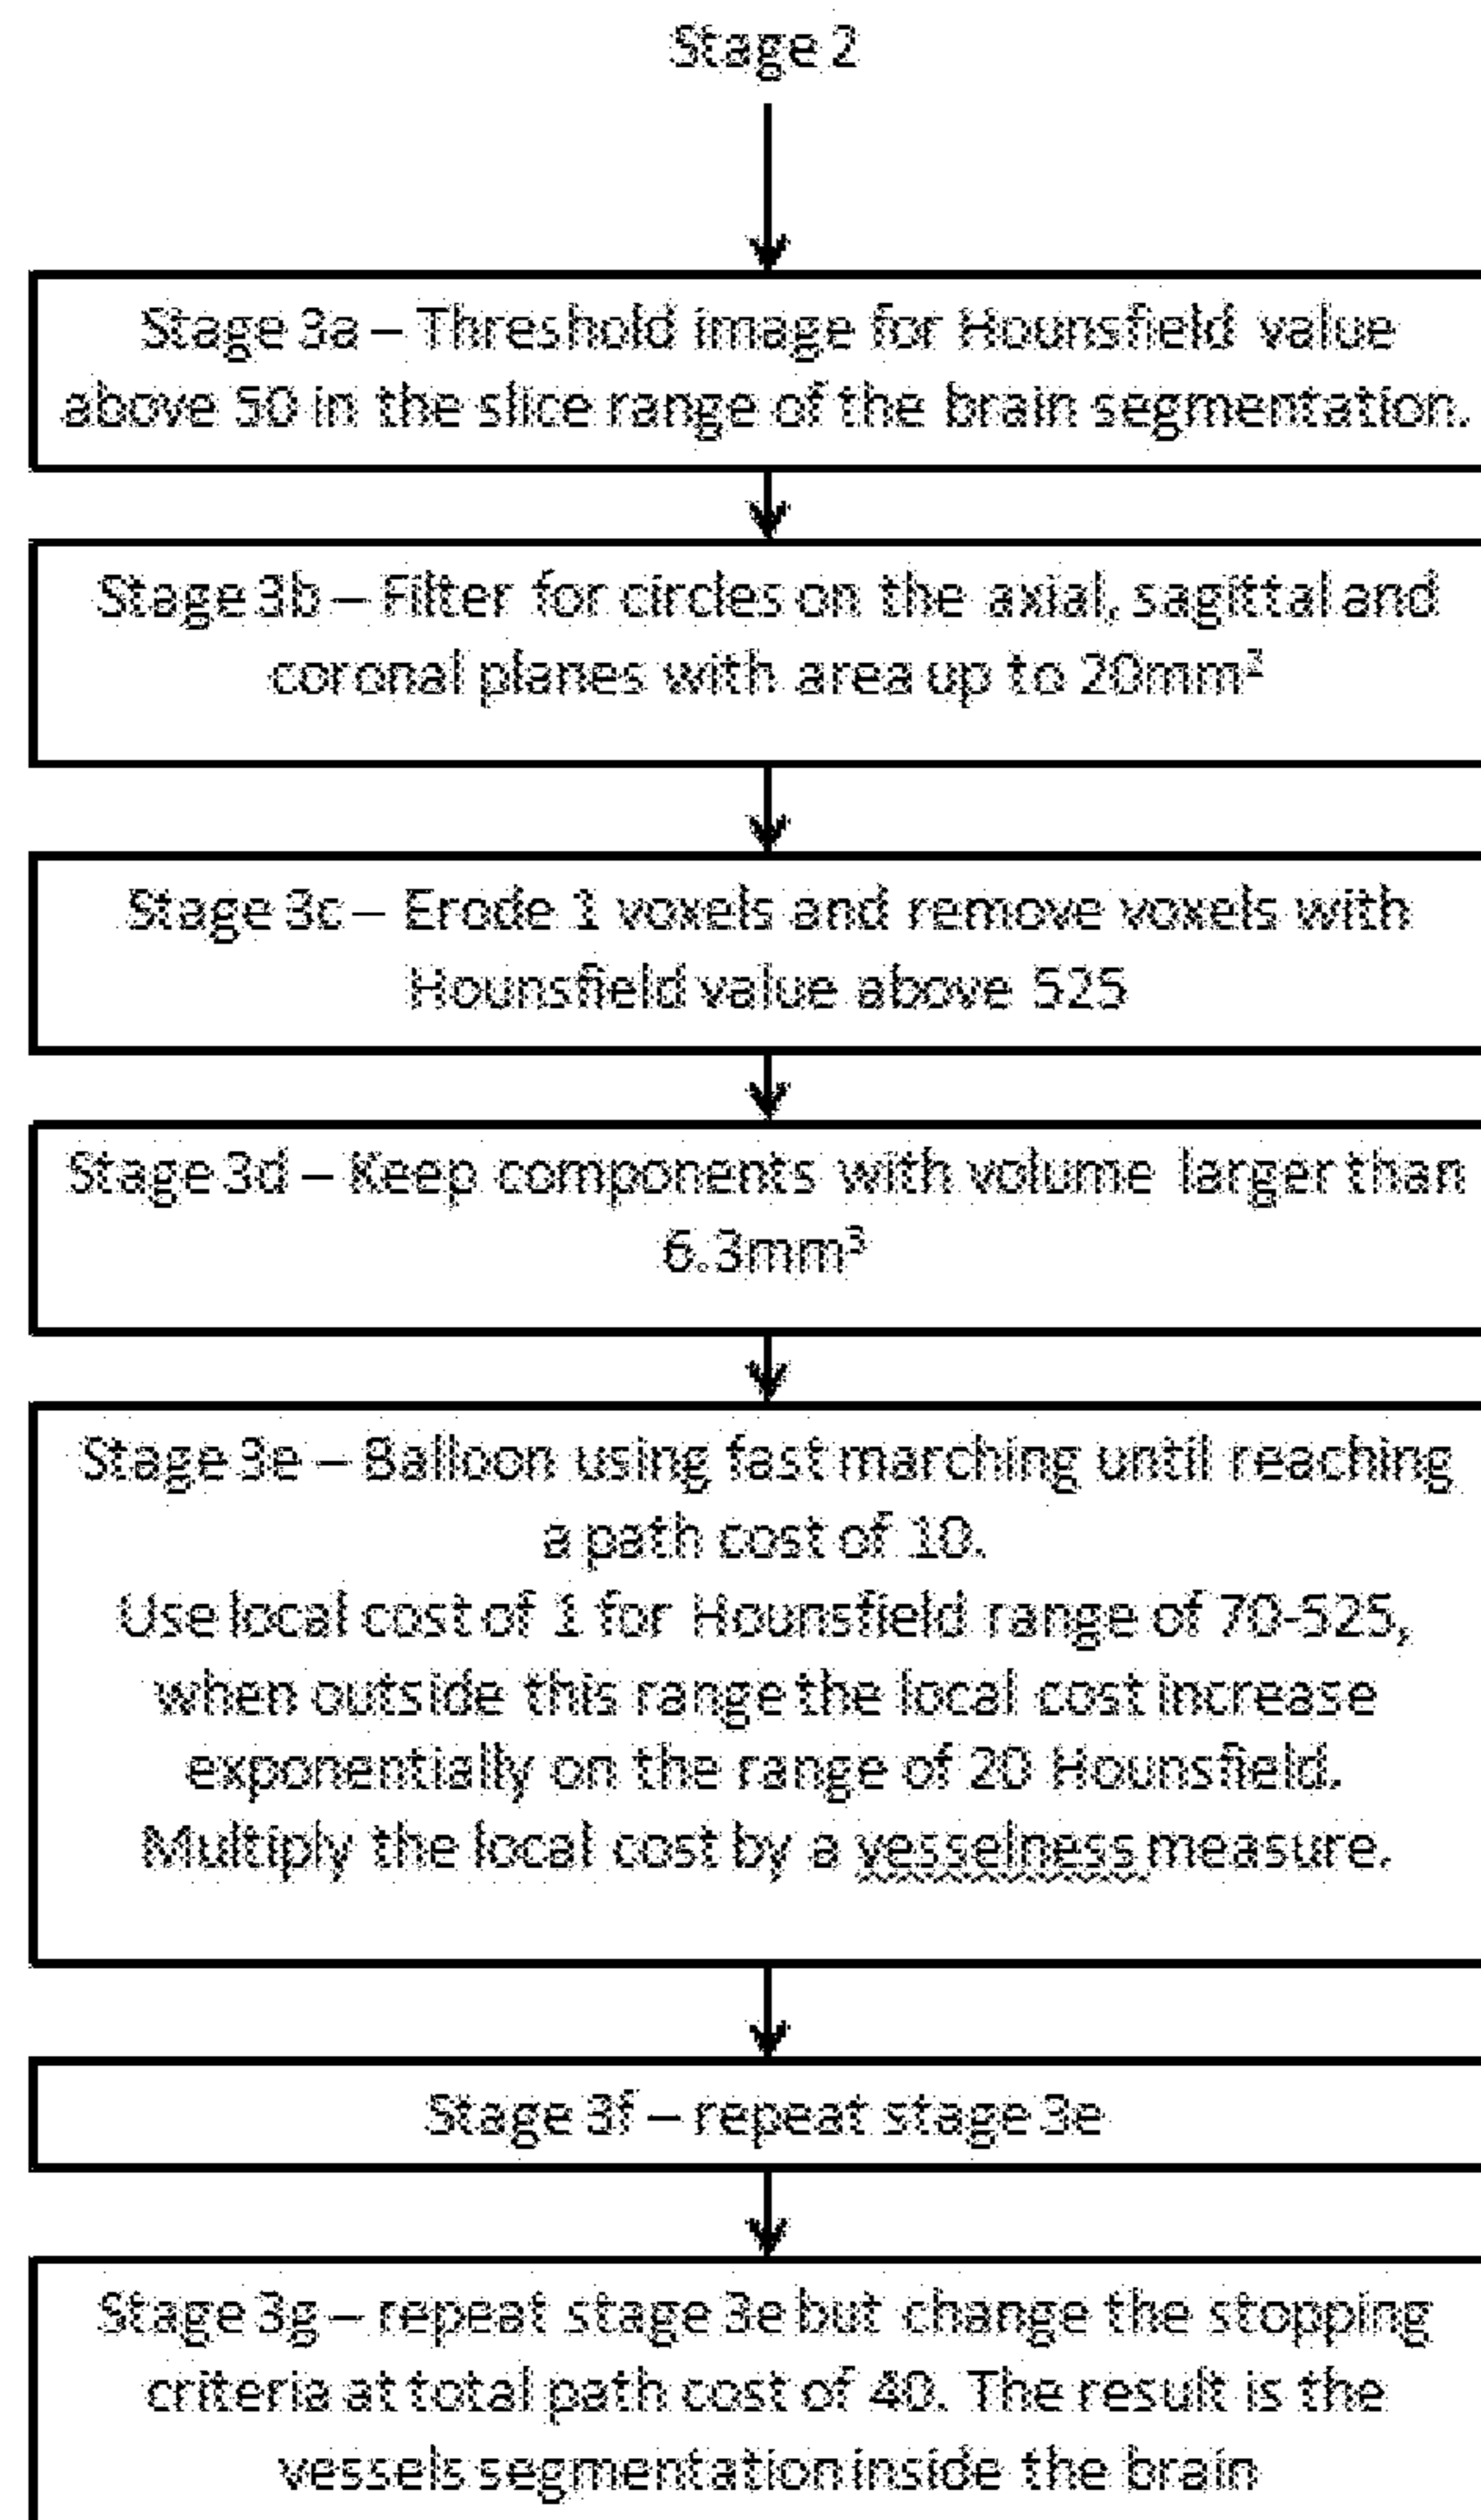 Stage 2
Stage 3a – Threshold image for Hounsfield value
above 50 in the slice range of the brain segmentation.
Stage 3b – Filter for circles on the axial, sagittal and
coronal planes with area up to 20mm²
Stage 3c – Erode 1 voxels and remove voxels with
Hounsfield value above 525
Stage 3d – Keep components with volume larger than
6.3mm³
Stage 3e – Balloon using fast marching until reaching
a path cost of 10.
Use local cost of 1 for Hounsfield range of 70-525,
when outside this range the local cost increase
exponentially on the range of 20 Hounsfield.
Multiply the local cost by a vesselness measure.
Stage 3f – repeat stage 3e
Stage 3g – repeat stage 3e but change the stopping
criteria at total path cost of 40. The result is the
vessels segmentation inside the brain